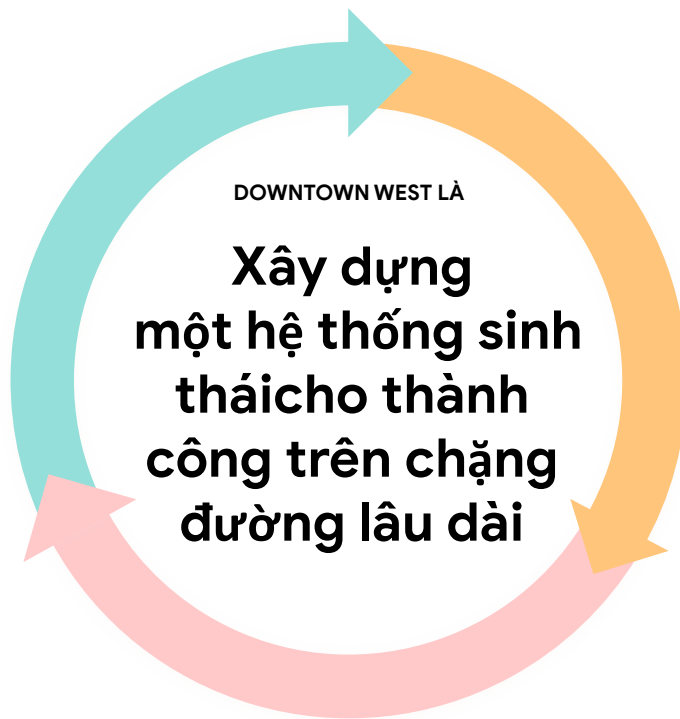 DOWNTOWN WEST LÀ
Xây dựng
một hệ thống sinh
tháicho thành
công trên chặng
đường lâu dài